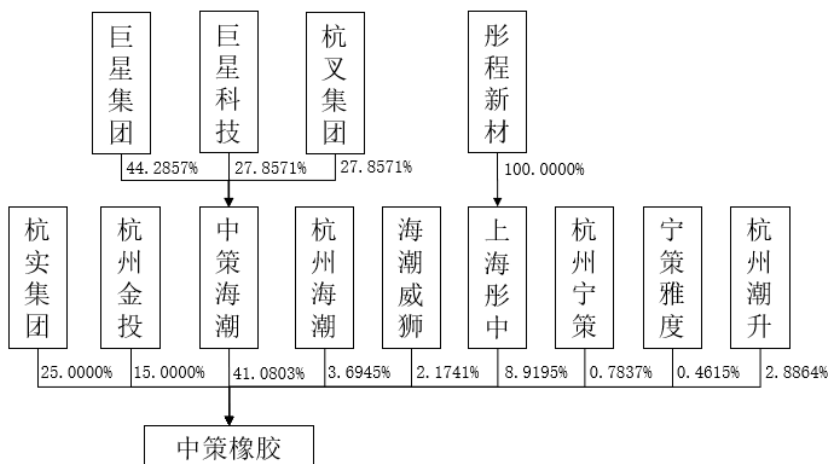 巨星集团
巨星科技
杭叉集团
彤程新材
44.2857%
27.8571%
27.8571%
100.0000%
杭实集团
杭州金投
中策海潮
杭州海潮
海潮威狮
上海彤中
杭州宁策
宁策雅度
杭州潮升
25.0000%
15.0000%
41.0803%
3.6945%
2.1741%
8.9195%
0.7837%
0.4615%
2.8864%
中策橡胶